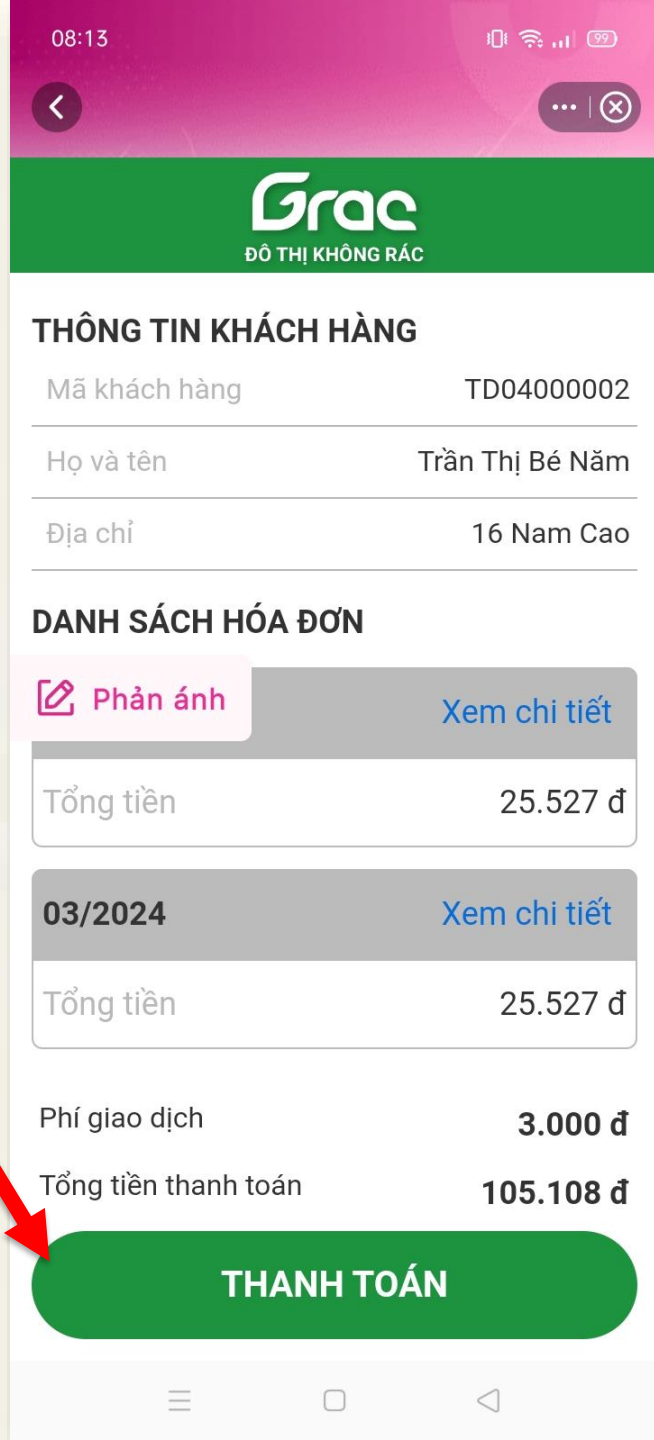 08:13
99
Grac
ĐÔ THỊ KHÔNG RÁC
THÔNG TIN KHÁCH HÀNG
Mã khách hàng TD04000002
Họ và tên Trần Thị Bé Năm
Địa chỉ 16 Nam Cao
DANH SÁCH HÓA ĐƠN
Phản ánh Xem chi tiết
Tổng tiền 25.527 đ
03/2024 Xem chi tiết
Tổng tiền 25.527 đ
Phí giao dịch 3.000 đ
Tổng tiền thanh toán 105.108 đ
THANH TOÁN